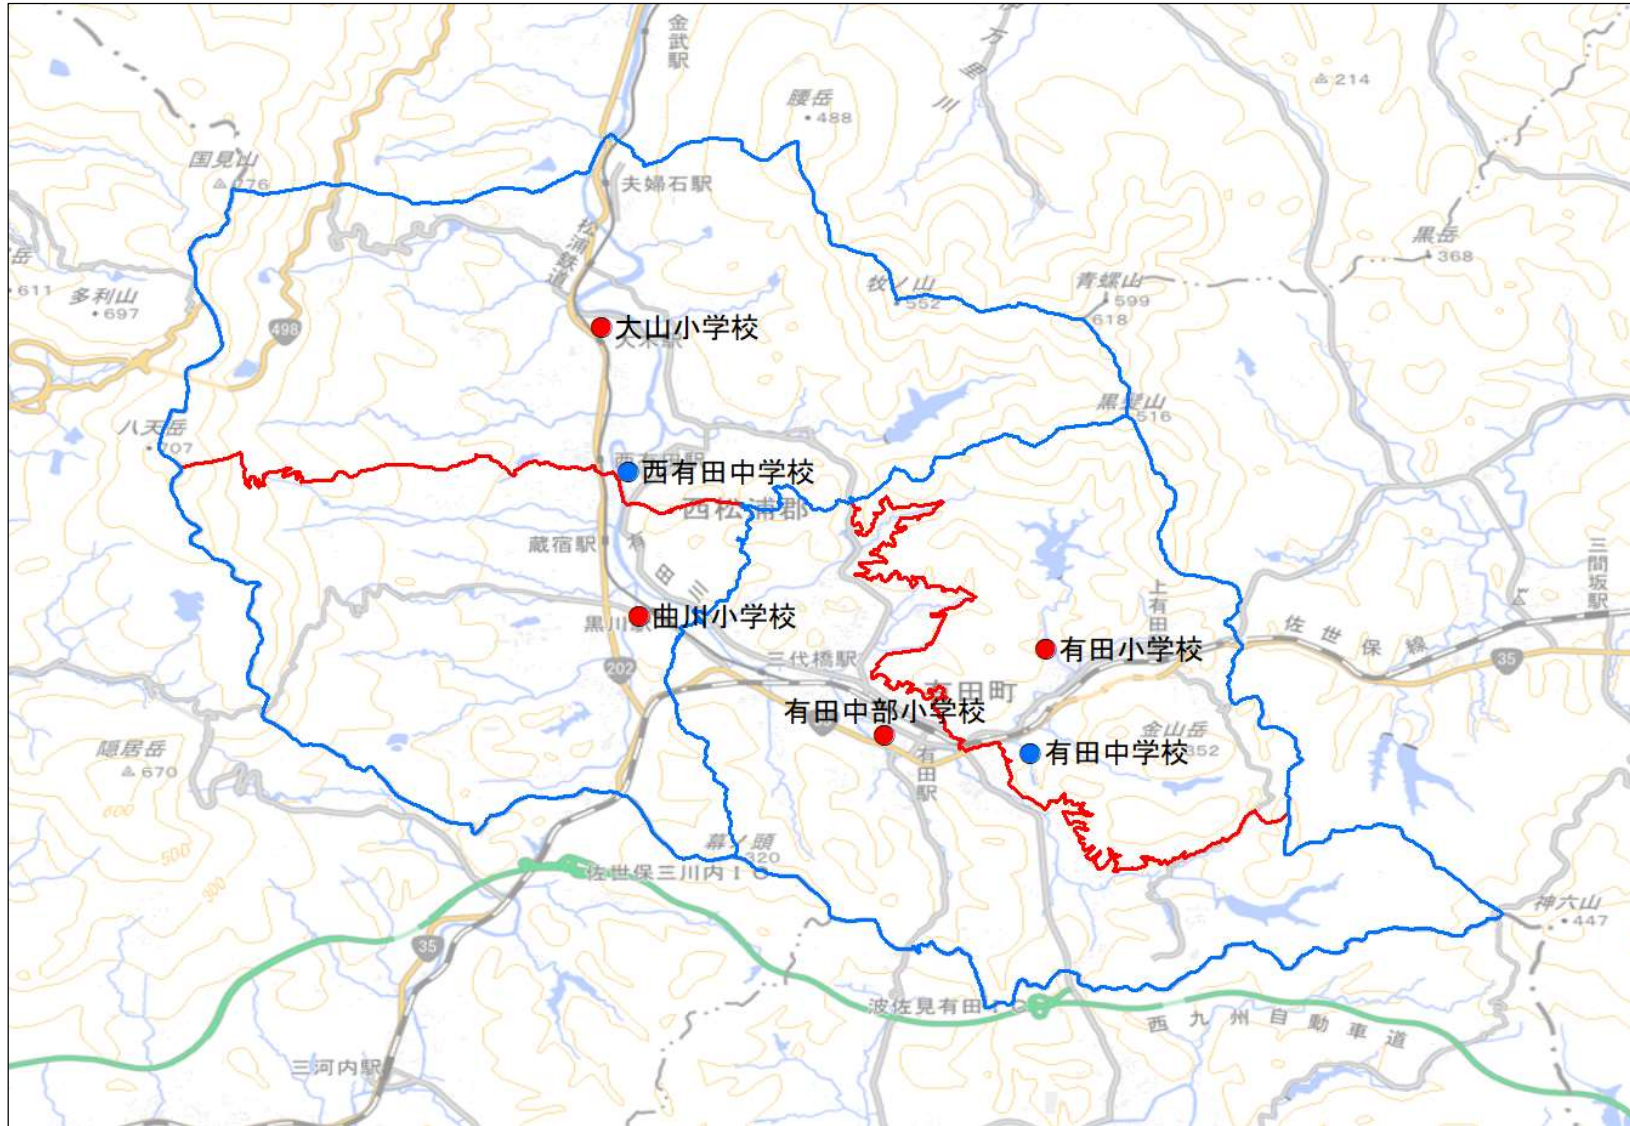 金武駅
伊万里川
214
腰岳
488
国見山
776
夫婦石駅
松浦鉄道
黒岳
368
岳
611
多利山
697
牧ノ山
552
青螺山
599
618
498
大山小学校
黒髪山
516
八天岳
707
西有田中学校
西松浦郡
蔵宿駅
三間坂駅
上有田
曲川小学校
佐世保線
35
202
三代橋駅
有田小学校
有田町
有田中部小学校
有田中学校
金山岳
352
有田駅
隠居岳
670
幕ノ頭
320
500
600
300
佐世保三川内IC
神六山
447
35
波佐見有田IC
西九州自動車道
三河内駅